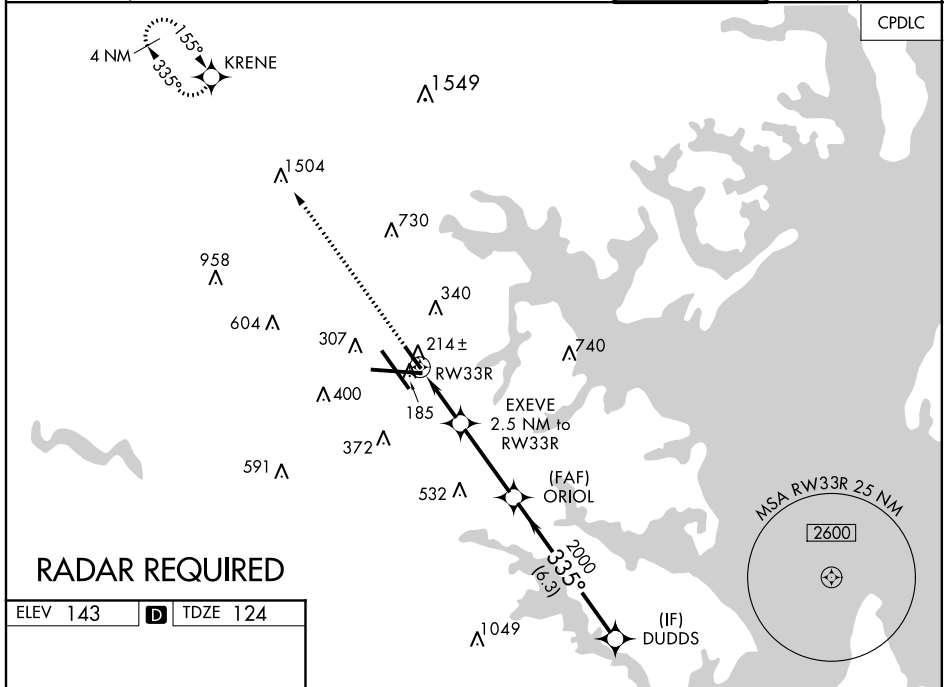 CPDLC
4 NM
155°
335°
KRENE
1549
1504
730
958
340
604
307
214±
740
RW33R
400
185
EXEVE
2.5 NM to
RW33R
372
591
532
(FAF)
ORIOL
MSA RW33R 25 NM
2600
2000
335°
(6.3)
RADAR REQUIRED
ELEV 143 D TDZE 124
1049
(IF)
DUDDS